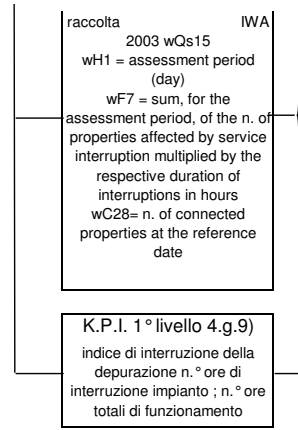 raccolta IWA
2003 wQs15
wH1 = assessment period
(day)
wF7 = sum, for the
assessment period, of the n. of
properties affected by service
interruption multiplied by the
respective duration of
interruptions in hours
wC28= n. of connected
properties at the reference
date
K.P.I. 1° livello 4.g.9)
indice di interruzione della
depurazione n.° ore di
interruzione impianto ; n.° ore
totali di funzionamento